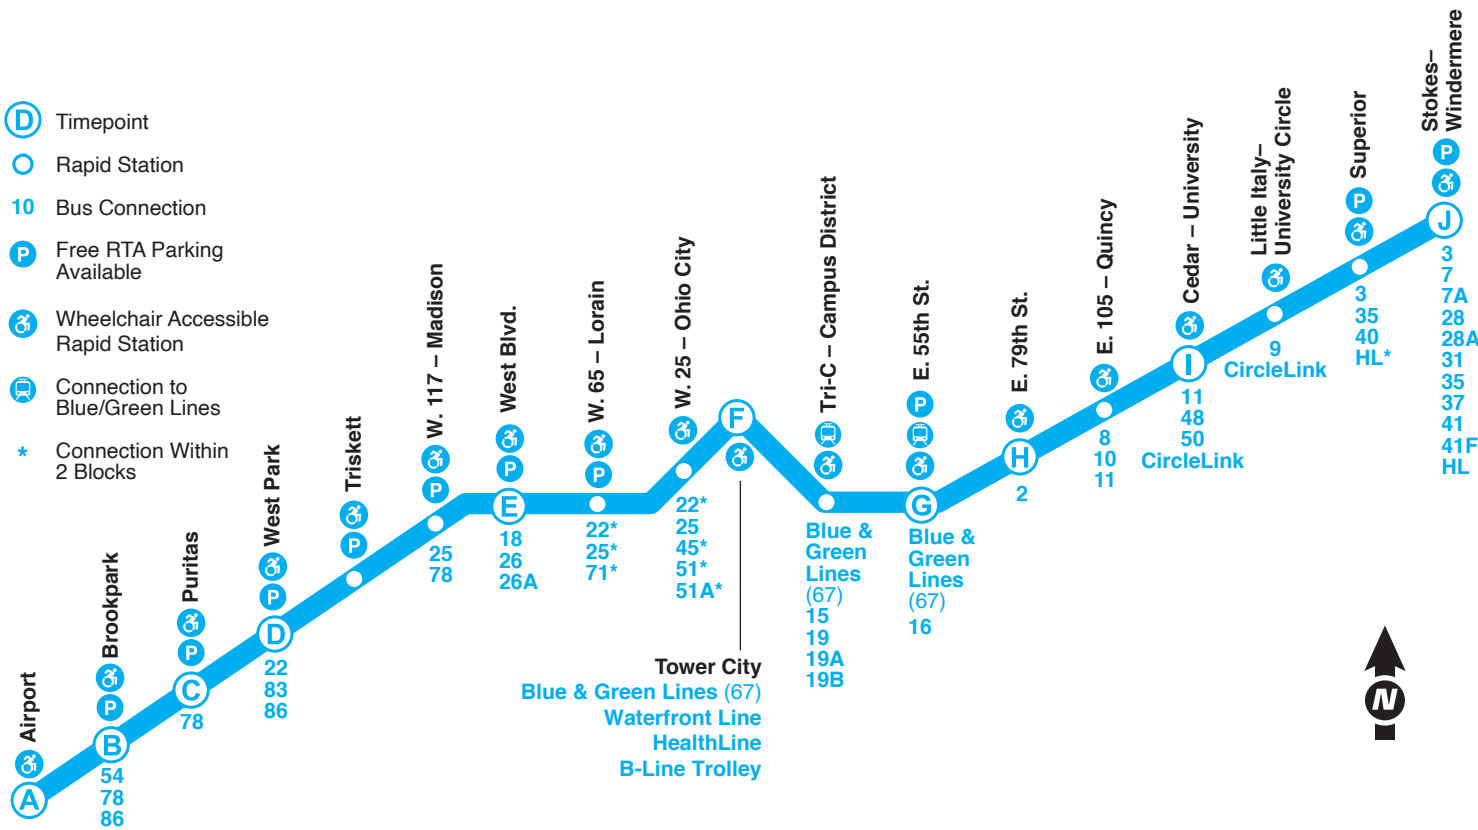 D Timepoint
Rapid Station
10 Bus Connection
P Free RTA Parking
Available
Wheelchair Accessible
Rapid Station
Connection to
Blue/Green Lines
* Connection Within
2 Blocks
Airport
A
Brookpark
P
B
54
78
86
Puritas
P
C
78
West Park
P
D
22
83
86
Triskett
P
W. 117 – Madison
P
25
78
West Blvd.
P
E
18
26
26A
W. 65 – Lorain
P
22*
25*
71*
W. 25 – Ohio City
22*
25
45*
51*
51A*
F
Tower City
Blue & Green Lines (67)
Waterfront Line
HealthLine
B-Line Trolley
Tri-C – Campus District
Blue &
Green
Lines
(67)
15
19
19A
19B
E. 55th St.
P
G
Blue &
Green
Lines
(67)
16
E. 79th St.
H
2
E. 105 – Quincy
8
10
11
Cedar – University
I
11
48
50
CircleLink
Little Italy–
University Circle
9
CircleLink
Superior
P
3
35
40
HL*
Stokes–
Windermere
P
J
3
7
7A
28
28A
31
35
37
41
41F
HL
N